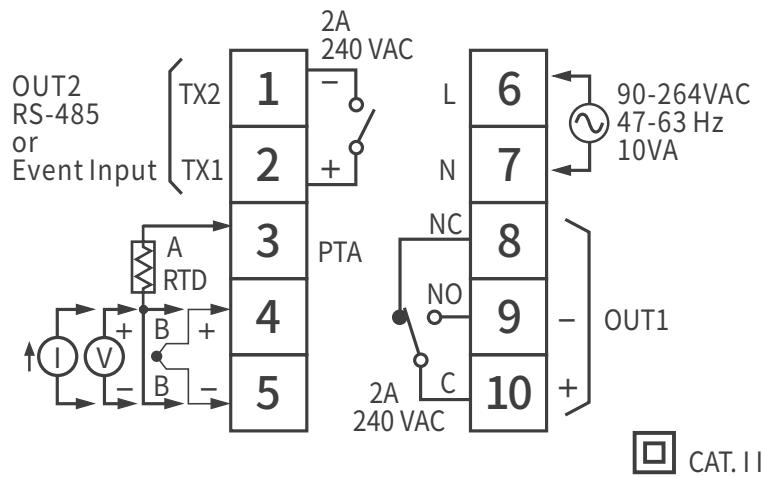 2A
240 VAC
OUT2
RS-485
or
Event Input
TX2
TX1
1
2
3
4
5
−
+
A
RTD
PTA
I
V
+
−
B
B
+
−
L
N
6
7
8
9
10
90-264VAC
47-63 Hz
10VA
NC
NO
C
2A
240 VAC
−
+
OUT1
CAT. II